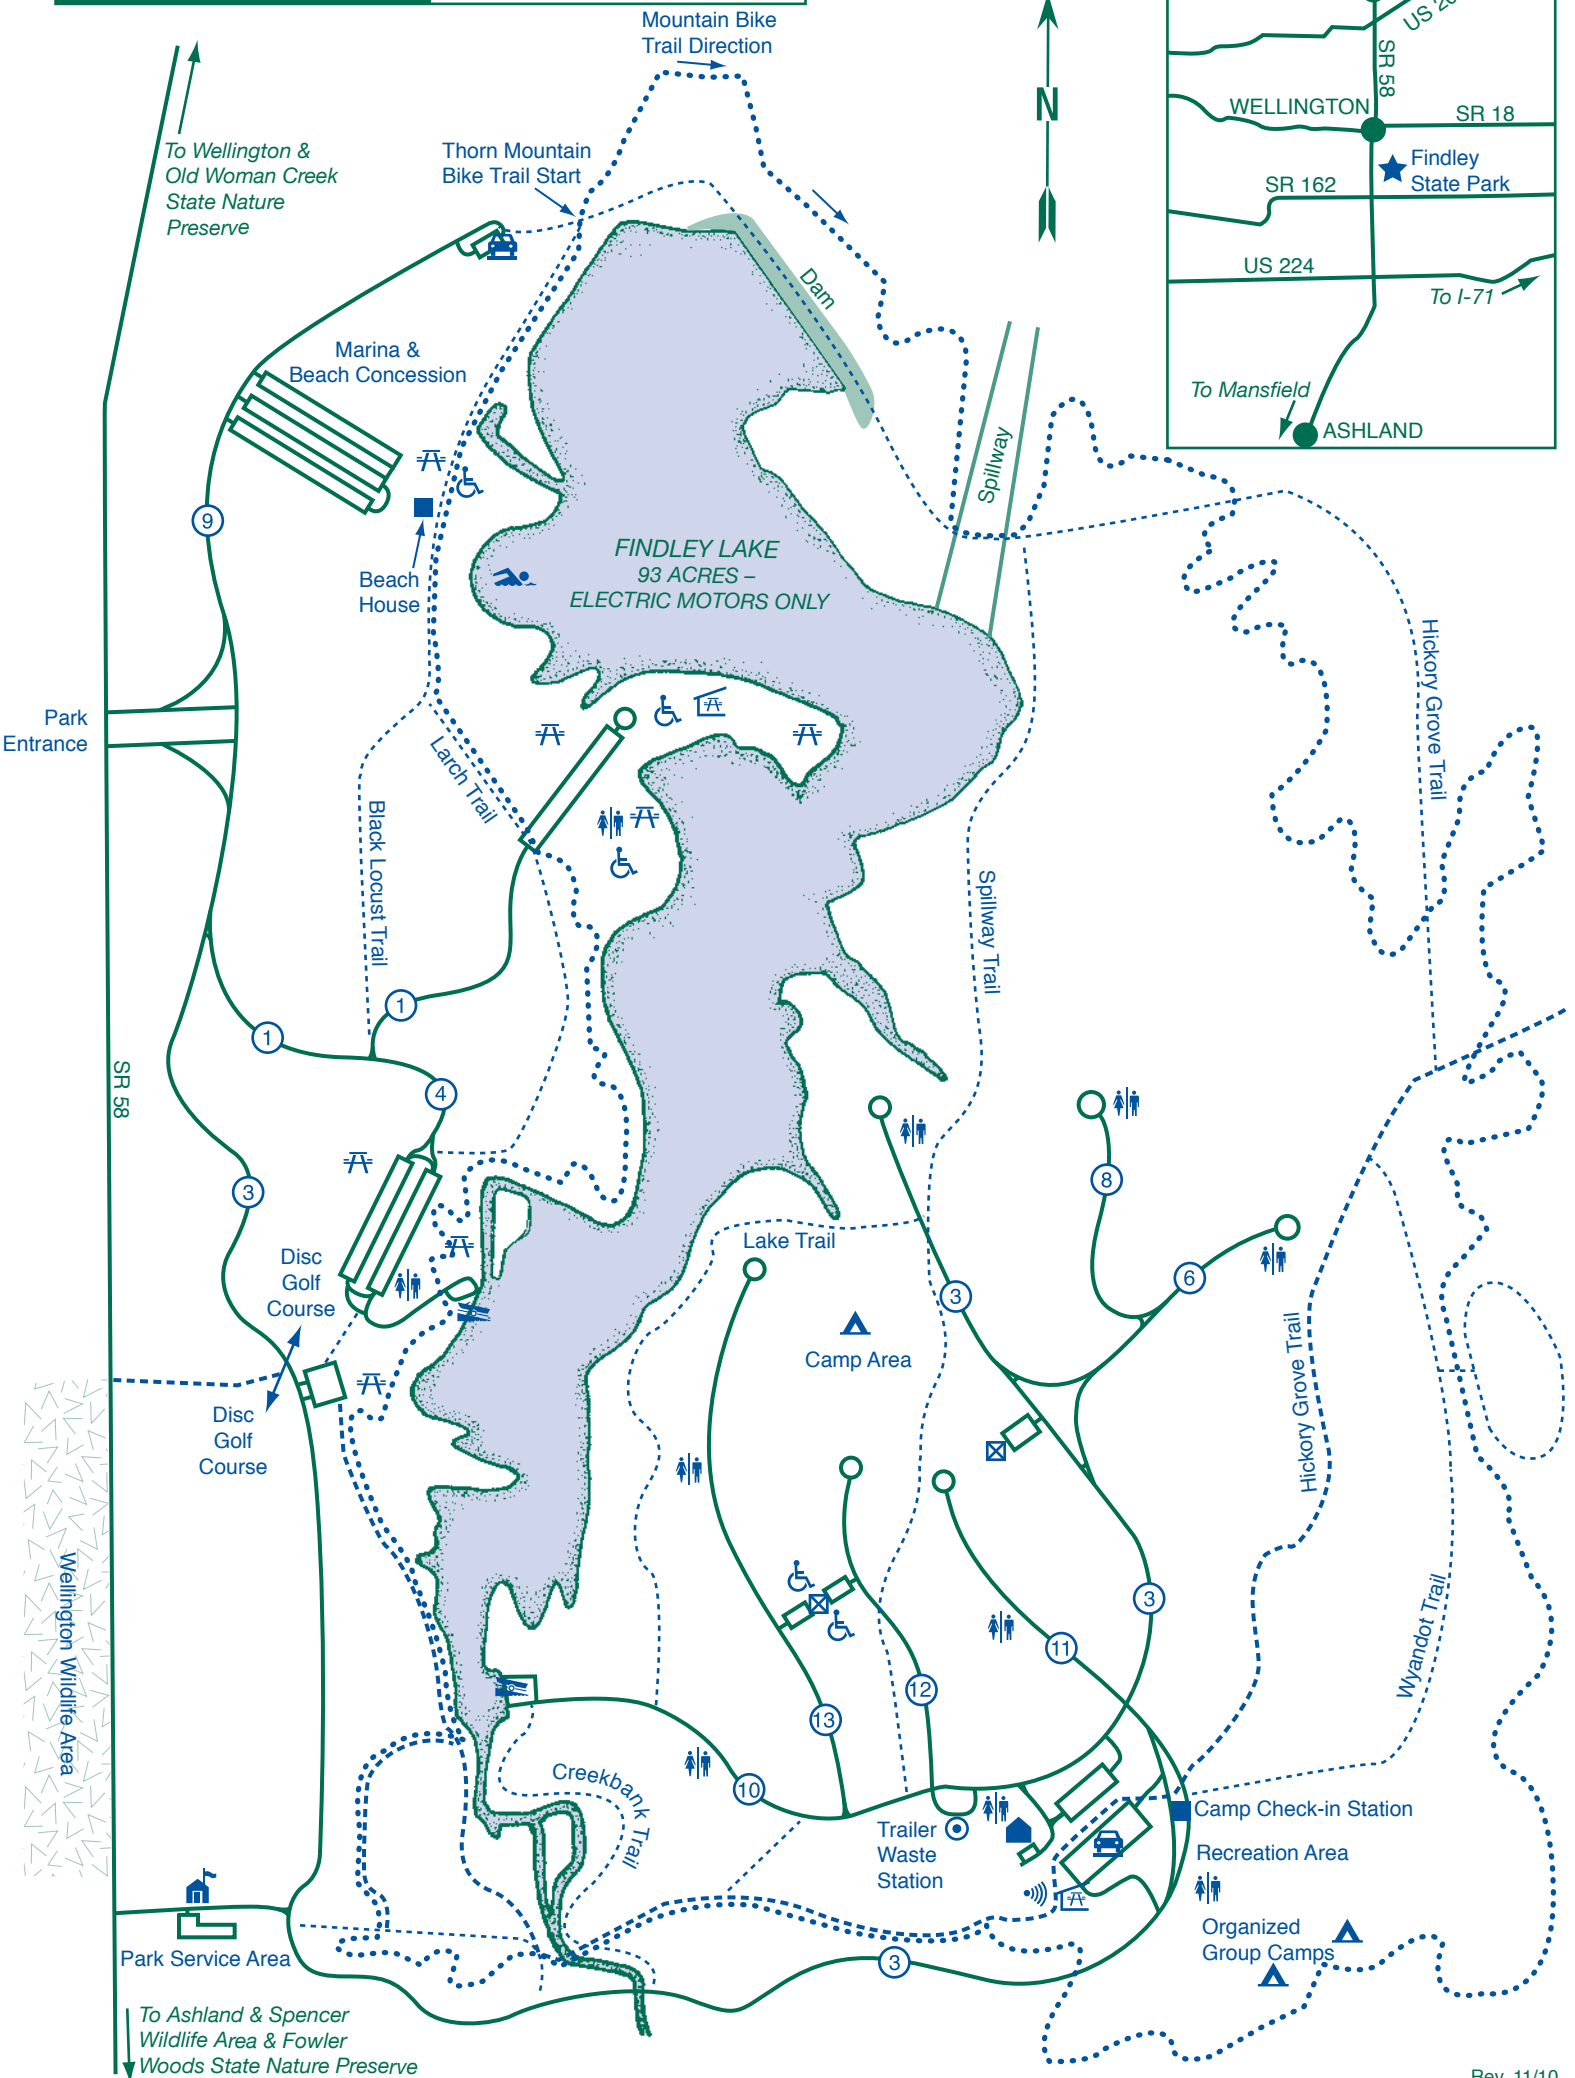 Mountain Bike
Trail Direction
N
US 20
SR 58
WELLINGTON
SR 18
Findley
State Park
SR 162
US 224
To I-71
To Mansfield
ASHLAND
To Wellington &
Old Woman Creek
State Nature
Preserve
Thorn Mountain
Bike Trail Start
Dam
Marina &
Beach Concession
Spillway
9
FINDLEY LAKE
93 ACRES –
ELECTRIC MOTORS ONLY
Beach
House
Hickory Grove Trail
Park
Entrance
Larch Trail
Black Locust Trail
Spillway Trail
1
1
SR 58
4
3
8
Lake Trail
Disc
Golf
Course
6
3
Camp Area
Hickory Grove Trail
Disc
Golf
Course
Wellington Wildlife Area
3
Wyandot Trail
11
12
13
10
Creekbank Trail
Camp Check-in Station
Trailer
Waste
Station
Recreation Area
Organized
Group Camps
Park Service Area
3
To Ashland & Spencer
Wildlife Area & Fowler
Woods State Nature Preserve
Rev. 11/10